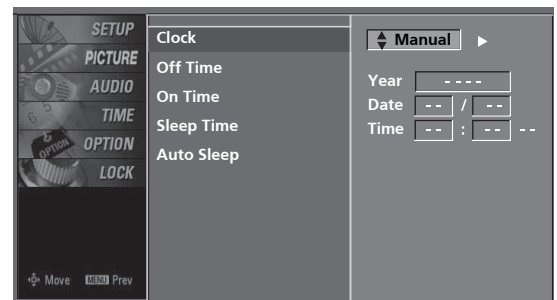 SETUP
PICTURE
AUDIO
TIME
OPTION
LOCK
Move MENU Prev
Clock
Off Time
On Time
Sleep Time
Auto Sleep
Manual
Year - - - -
Date - - / - -
Time - - : - - - -